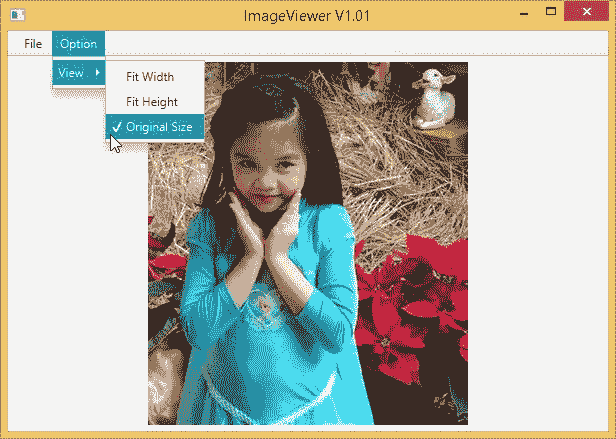 ImageViewer V1.01
File Option
View
Fit Width
Fit Height
Original Size